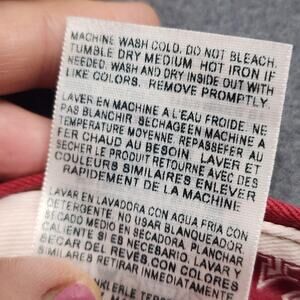 MACHINE WASH COLD. DO NOT BLEACH.
TUMBLE DRY MEDIUM. HOT IRON IF
NEEDED. WASH AND DRY INSIDE OUT WITH
LIKE COLORS. REMOVE PROMPTLY.
LAVER EN MACHINE A L'EAU FROIDE. NE
PAS BLANCHIR. SECHAGE EN MACHINE A
TEMPERATURE MOYENNE. REPASSEFER AU
FER CHAUD AU BESOIN. LAVER ET
SECHER LE PRODUIT RETOURNE AVEC DES
COULEURS SIMILAIRES ENLEVER
RAPIDEMENT DE LA MACHINE.
LAVAR EN LAVADORA CON AGUA FRIA CON
DETERGENTE. NO USAR BLANQUEADOR.
SECADO MEDIO EN SECADORA. PLANCHAR
CALIENTE SI ES NECESARIO. LAVAR Y
SECAR DEL REVES CON COLORES
SIMILARES RETIRAR INMEDIATAMENTE